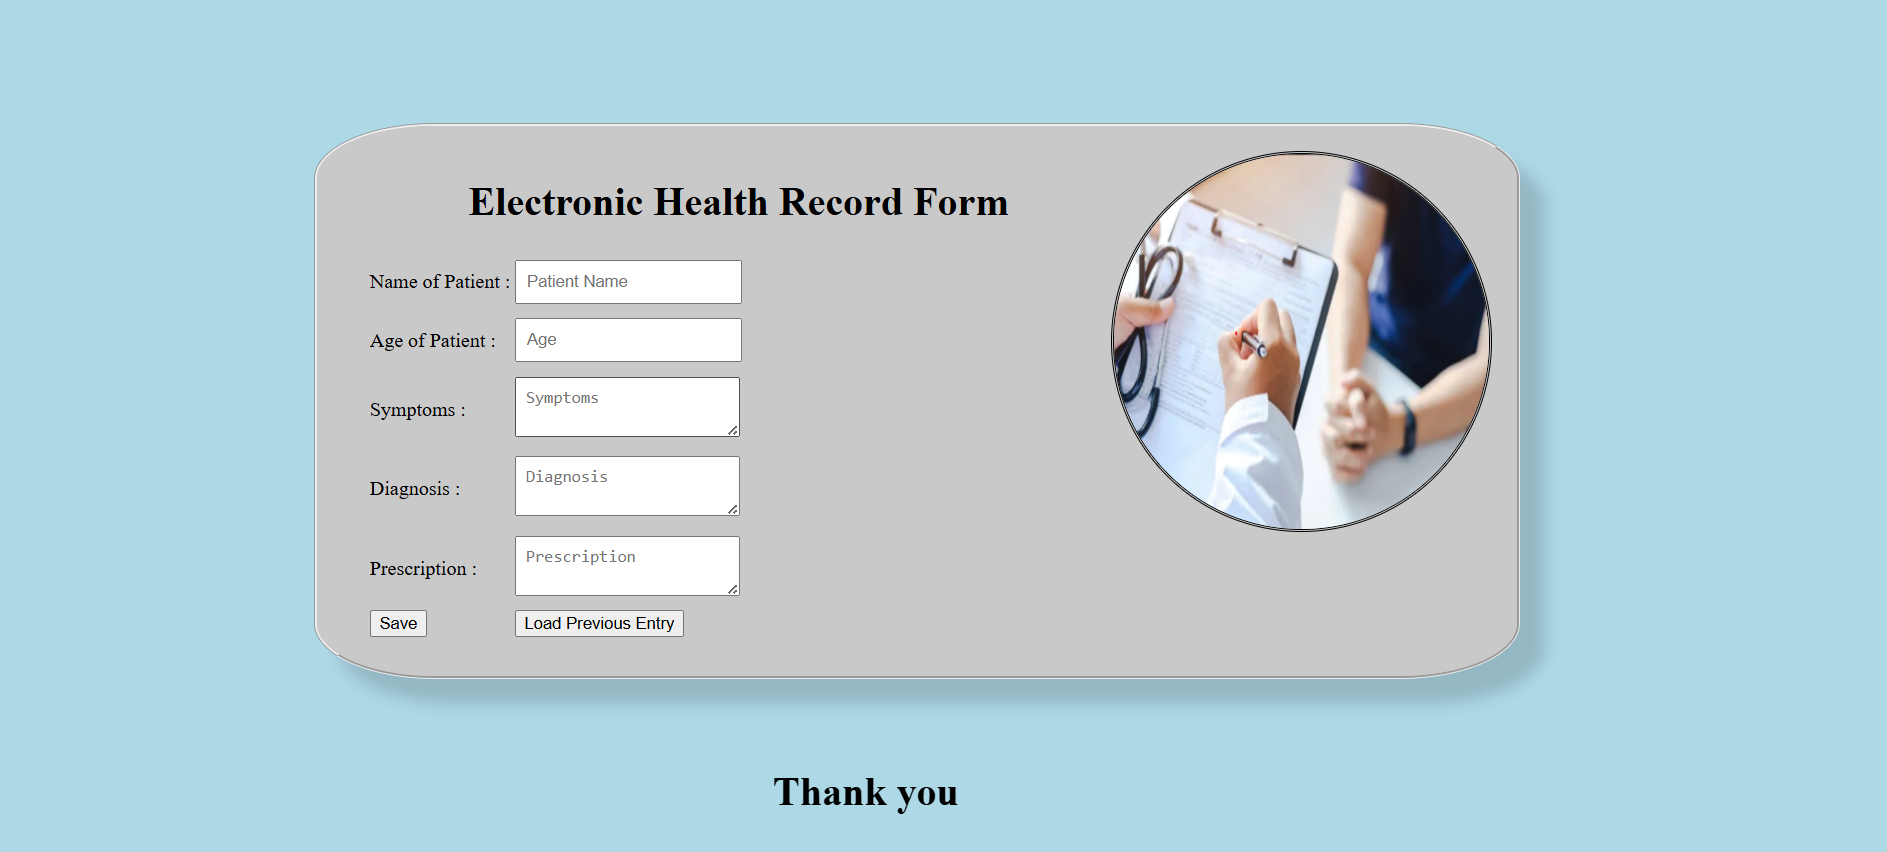 Electronic Health Record Form
Name of Patient : Patient Name
Age of Patient : Age
Symptoms : Symptoms
Diagnosis : Diagnosis
Prescription : Prescription
Save Load Previous Entry
Thank you